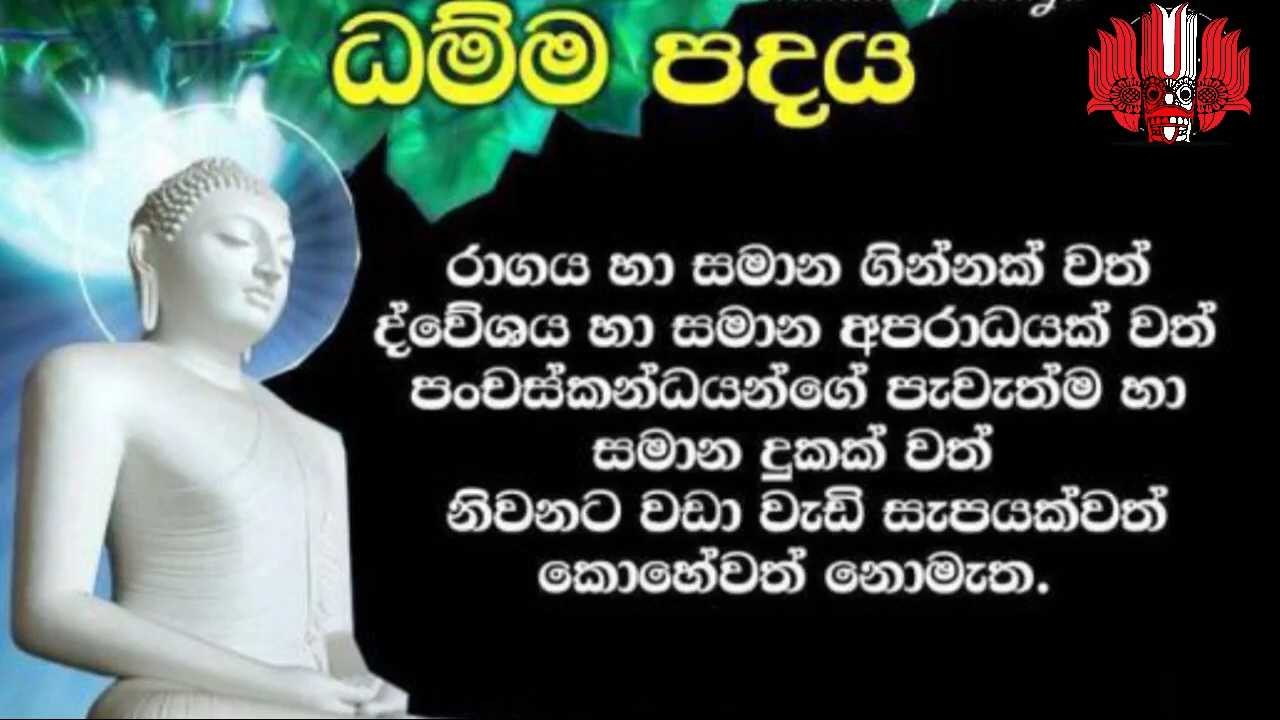 ධම්ම පදය
රාගය හා සමාන ගින්නක් වත්
ද්වේශය හා සමාන අපරාධයක් වත්
පංචස්කන්ධයන්ගේ පැවැත්ම හා
සමාන දුකක් වත්
නිවනට වඩා වැඩි සැපයක්වත්
කොහේවත් නොමැත.